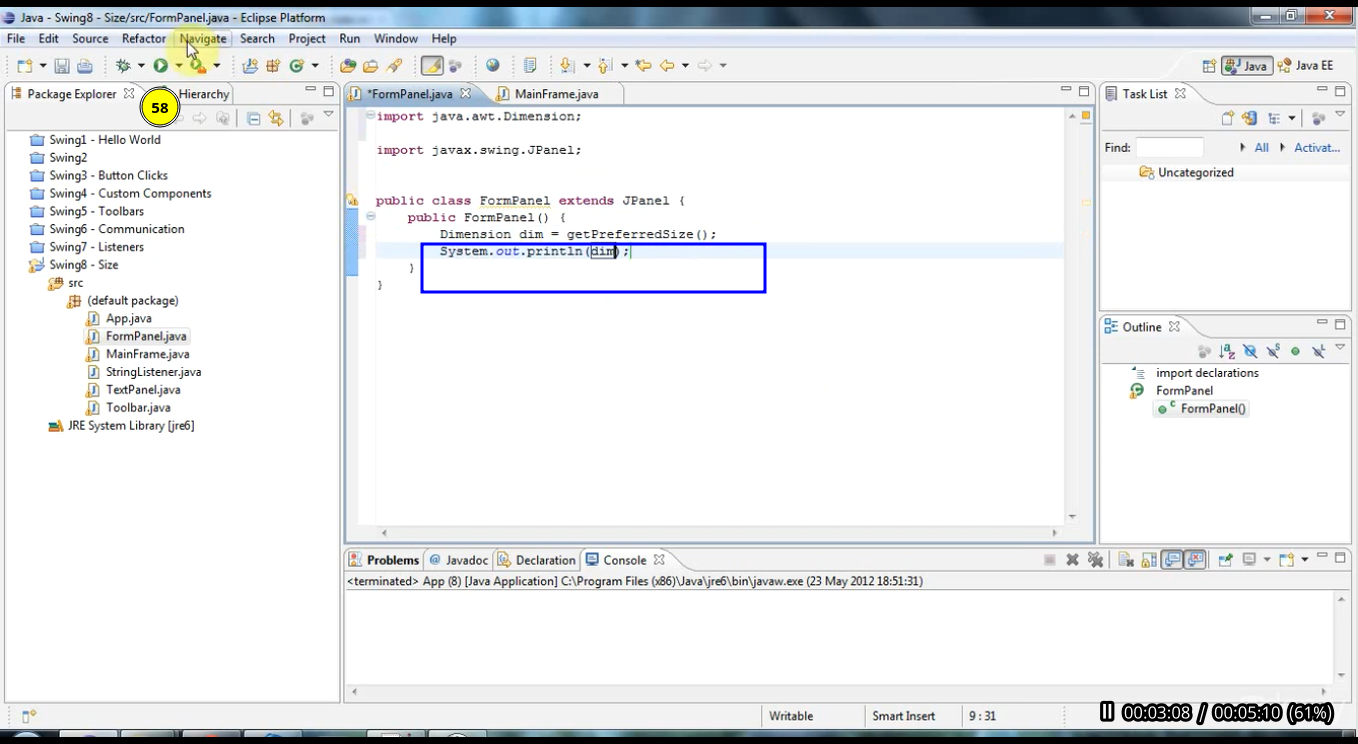 Java - Swing8 - Size/src/FormPanel.java - Eclipse Platform
File Edit Source Refactor Navigate Search Project Run Window Help
Java Java EE
Package Explorer Hierarchy
58
Swing1 - Hello World
Swing2
Swing3 - Button Clicks
Swing4 - Custom Components
Swing5 - Toolbars
Swing6 - Communication
Swing7 - Listeners
Swing8 - Size
src
(default package)
App.java
FormPanel.java
MainFrame.java
StringListener.java
TextPanel.java
Toolbar.java
JRE System Library [jre6]
*FormPanel.java MainFrame.java
import java.awt.Dimension;
import javax.swing.JPanel;
public class FormPanel extends JPanel {
public FormPanel() {
Dimension dim = getPreferredSize();
System.out.println(dim);
}
}
Task List
Find: All Activat...
Uncategorized
Outline
import declarations
FormPanel
FormPanel()
Problems @ Javadoc Declaration Console
<terminated> App (8) [Java Application] C:\Program Files (x86)\Java\jre6\bin\javaw.exe (23 May 2012 18:51:31)
Writable Smart Insert 9 : 31
00:03:08 / 00:05:10 (61%)